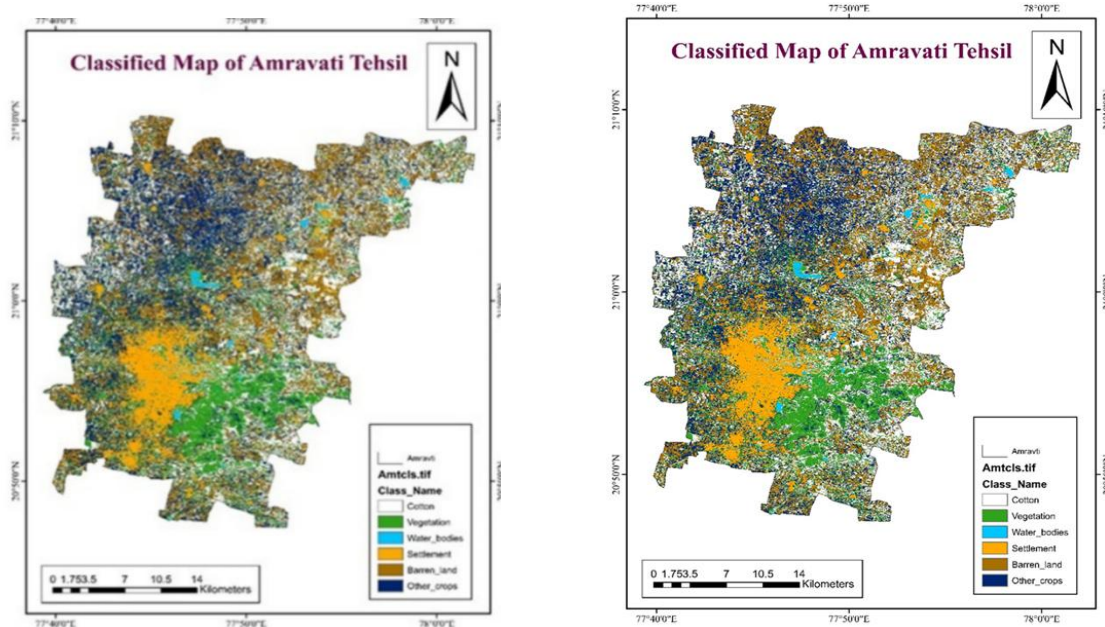 77°40'0"E 77°50'0"E 78°0'0"E
Classified Map of Amravati Tehsil
N
21°10'0"N
21°0'0"N
20°50'0"N
Amravti
Amtcls.tif
Class_Name
Cotton
Vegetation
Water_bodies
Settlement
Barren_land
Other_crops
0 1.753.5 7 10.5 14
Kilometers
77°40'0"E 77°50'0"E 78°0'0"E
77°40'0"E 77°50'0"E 78°0'0"E
Classified Map of Amravati Tehsil
N
21°10'0"N
21°0'0"N
20°50'0"N
Amravti
Amtcls.tif
Class_Name
Cotton
Vegetation
Water_bodies
Settlement
Barren_land
Other_crops
0 1.753.5 7 10.5 14
Kilometers
77°40'0"E 77°50'0"E 78°0'0"E